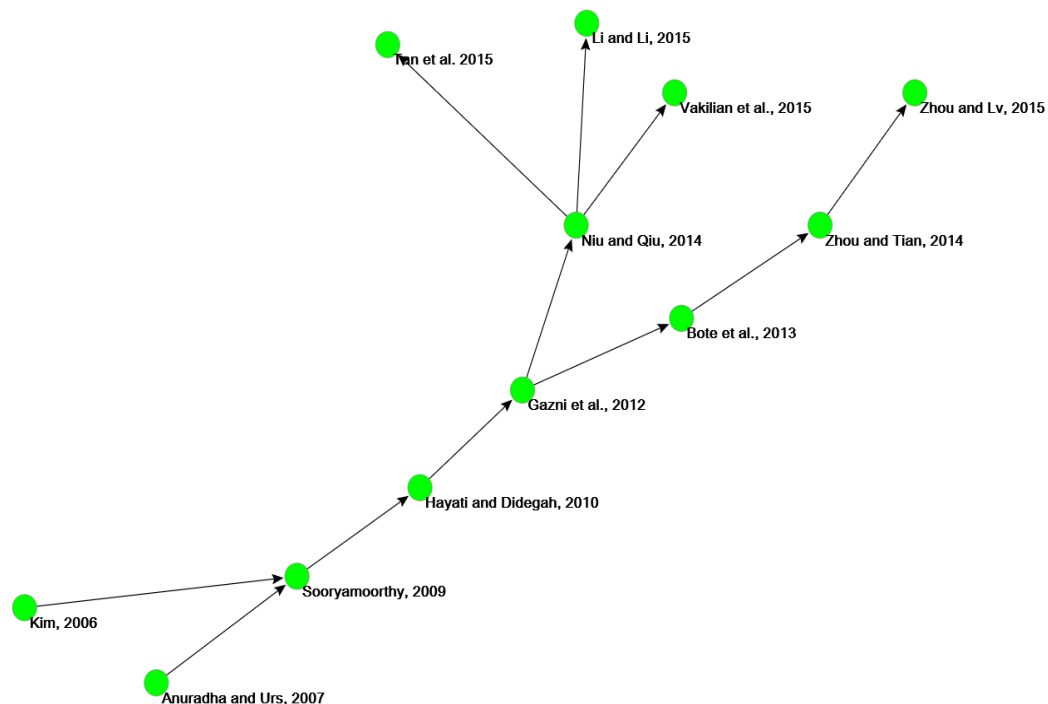 Li and Li, 2015
Tan et al. 2015
Vakilian et al., 2015
Zhou and Lv, 2015
Niu and Qiu, 2014
Zhou and Tian, 2014
Bote et al., 2013
Gazni et al., 2012
Hayati and Didegah, 2010
Sooryamoorthy, 2009
Kim, 2006
Anuradha and Urs, 2007